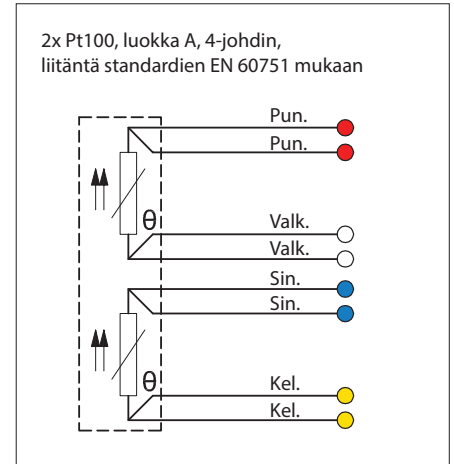 2x Pt100, luokka A, 4-johdin,
liitäntä standardien EN 60751 mukaan
Pun.
Pun.
θ
Valk.
Valk.
Sin.
Sin.
θ
Kel.
Kel.